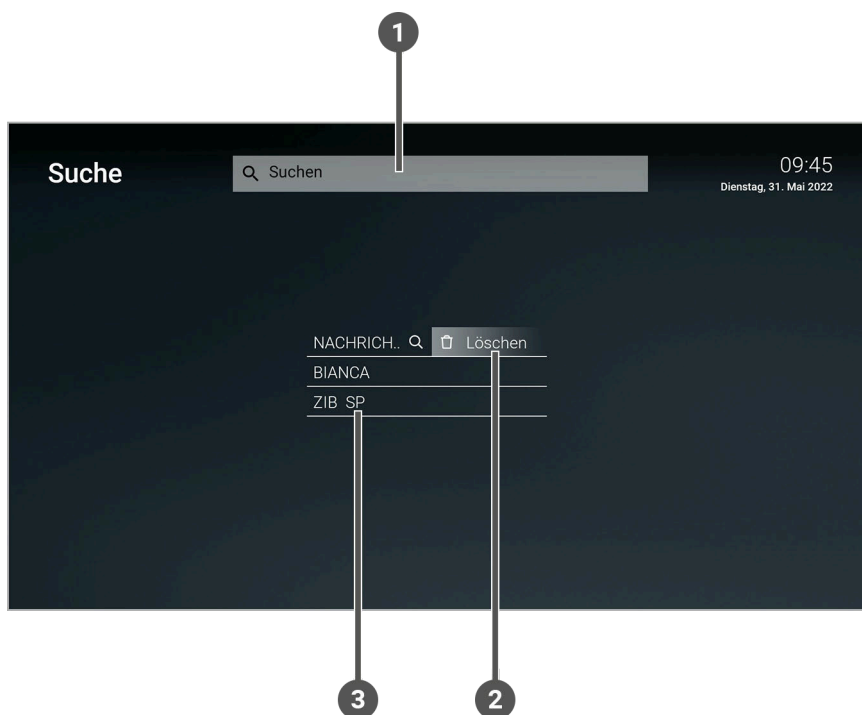 1
Suche
Suchen
09:45
Dienstag, 31. Mai 2022
NACHRICH.. Löschen
BIANCA
ZIB SP
3 2